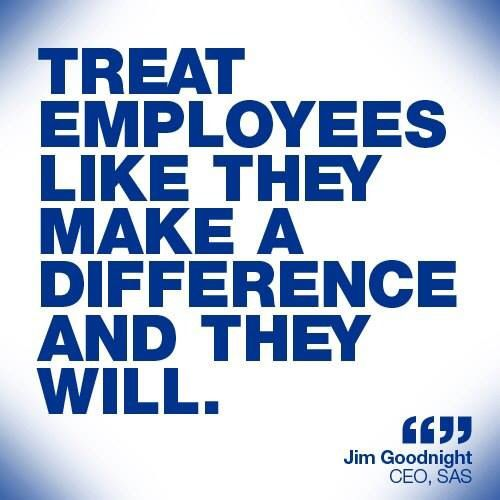 TREAT
EMPLOYEES
LIKE THEY
MAKE A
DIFFERENCE
AND THEY
WILL.
““””
Jim Goodnight
CEO, SAS